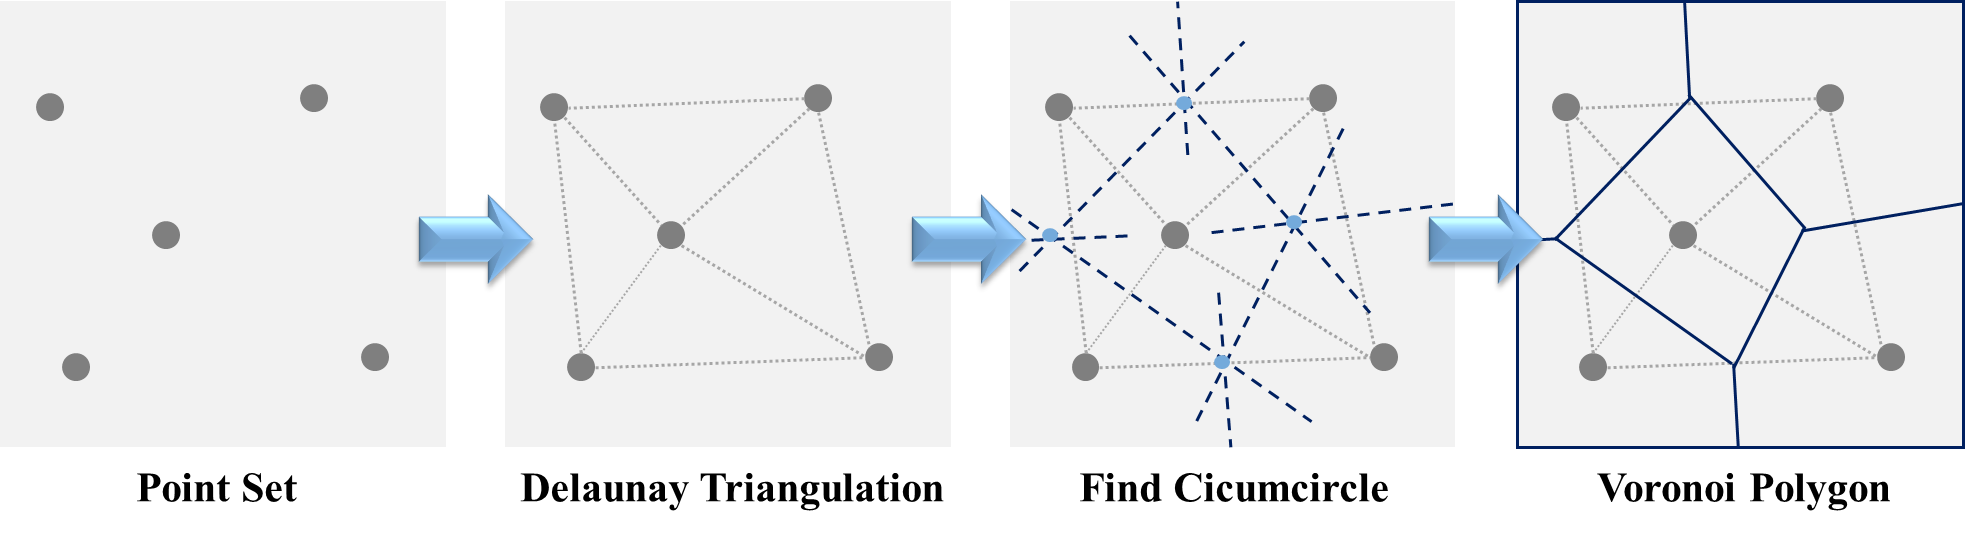 Point Set
Delaunay Triangulation
Find Cicumcircle
Voronoi Polygon